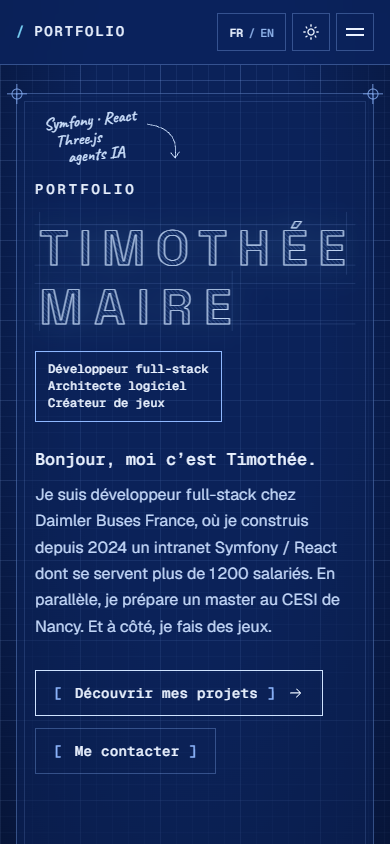 / PORTFOLIO
FR / EN
Symfony · React
Three.js
agents IA
PORTFOLIO
TIMOTHÉE
MAIRE
Développeur full-stack
Architecte logiciel
Créateur de jeux
Bonjour, moi c’est Timothée.
Je suis développeur full-stack chez
Daimler Buses France, où je construis
depuis 2024 un intranet Symfony / React
dont se servent plus de 1 200 salariés. En
parallèle, je prépare un master au CESI de
Nancy. Et à côté, je fais des jeux.
[ Découvrir mes projets ] →
[ Me contacter ]